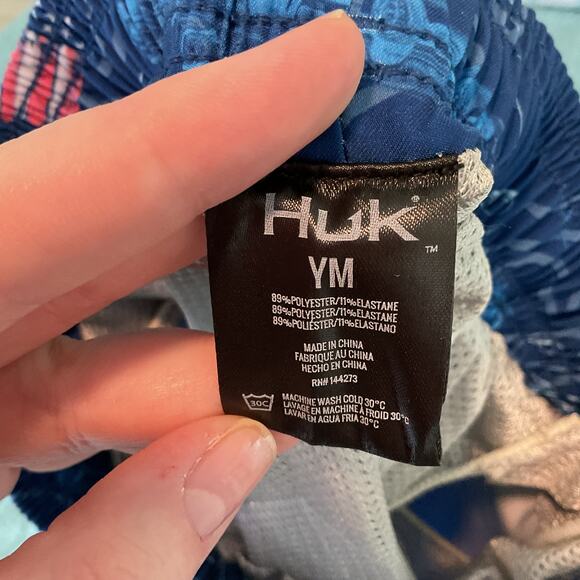 HUK®
™
YM
89%POLYESTER/11%ELASTANE
89%POLYESTER/11%ELASTANE
89%POLIÉSTER/11%ELASTANO
MADE IN CHINA
FABRIQUE AU CHINA
HECHO EN CHINA
RN# 144273
30C
MACHINE WASH COLD 30°C
LAVAGE EN MACHINE À FROID 30°C
LAVAR EN AGUA FRIA 30°C